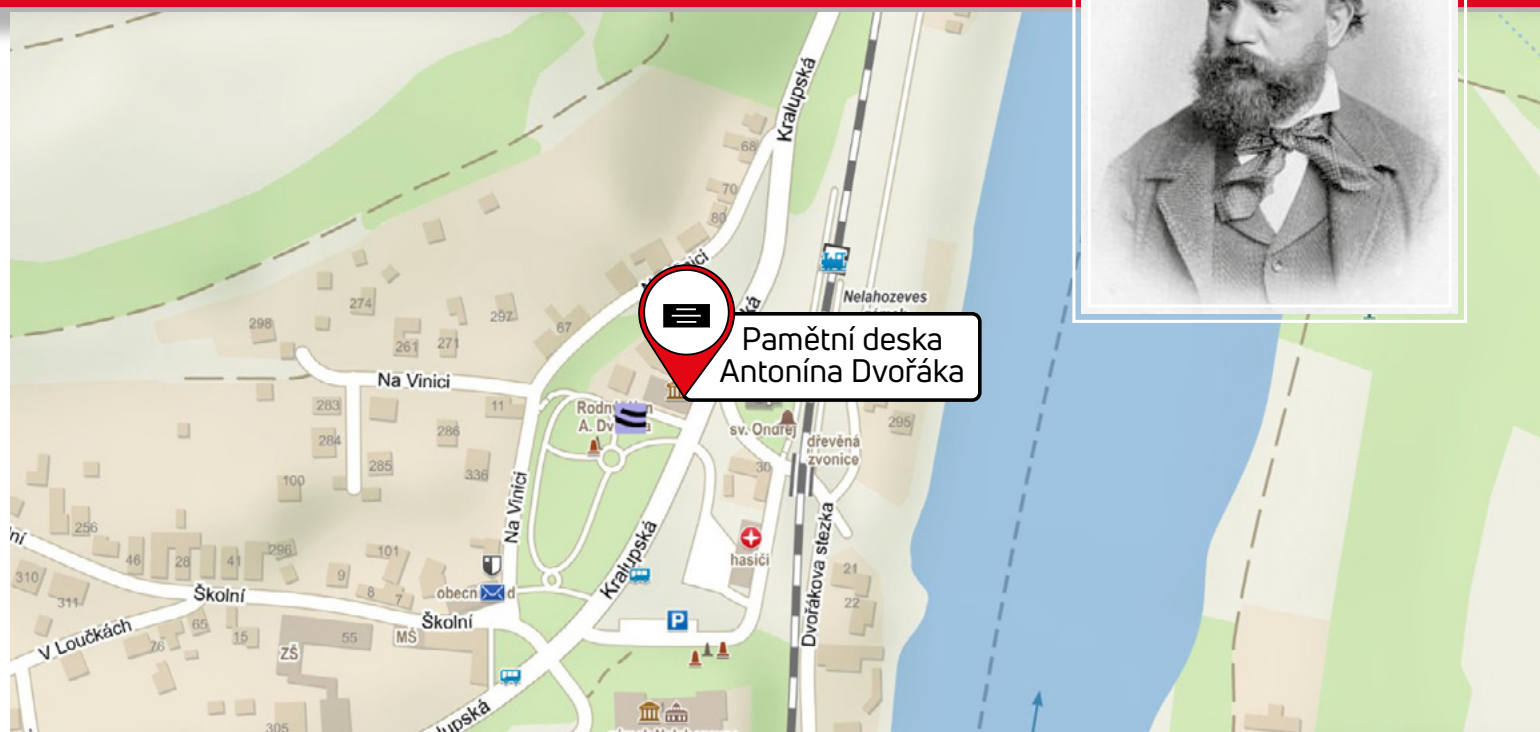 Kralupská
68
70
80
Nelahozeves
274
298
297
67
261
271
Pamětní deska
Antonína Dvořáka
Na Vinici
283
11
284
286
285
336
100
sv. Ondřej
dřevěná
zvonice
295
30
Na Vinici
Kralupská
hasiči
Dvořákova stezka
256
46
28
41
296
101
9
8
7
310
311
Školní
Školní
MŠ
V Loučkách
65
76
15
ZŠ
55
P
21
22
305